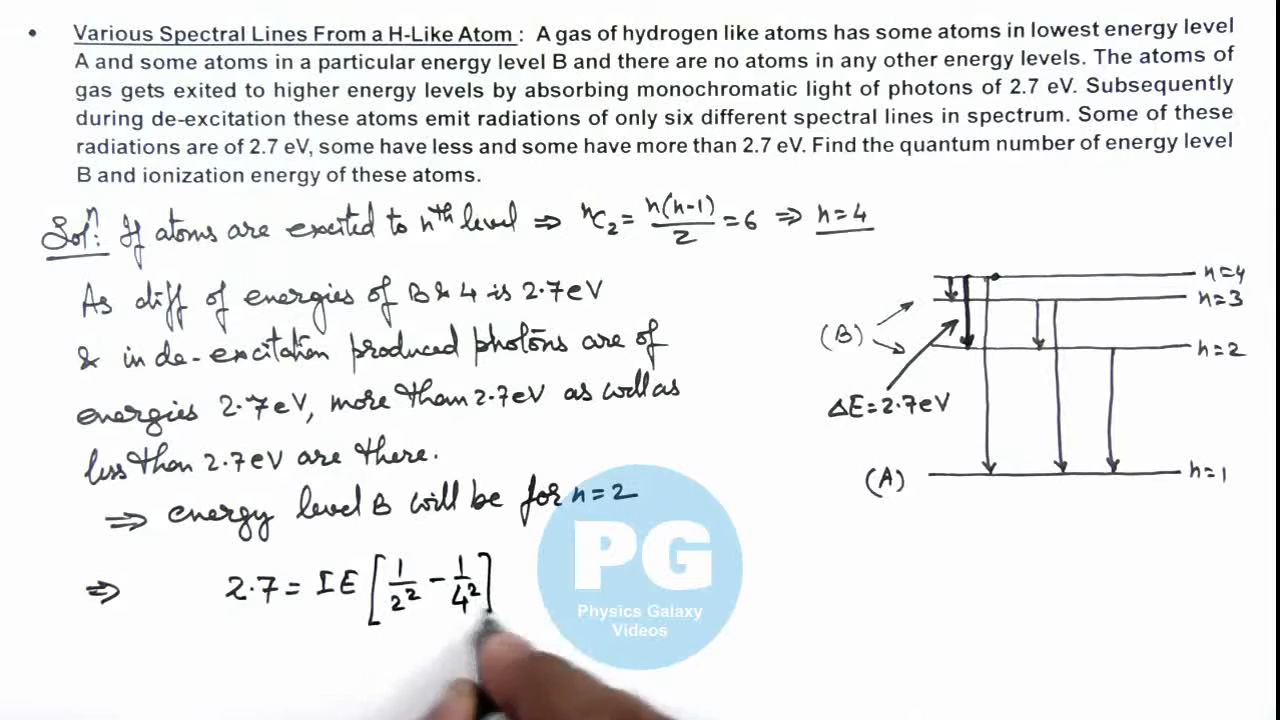 • Various Spectral Lines From a H-Like Atom : A gas of hydrogen like atoms has some atoms in lowest energy level
A and some atoms in a particular energy level B and there are no atoms in any other energy levels. The atoms of
gas gets exited to higher energy levels by absorbing monochromatic light of photons of 2.7 eV. Subsequently
during de-excitation these atoms emit radiations of only six different spectral lines in spectrum. Some of these
radiations are of 2.7 eV, some have less and some have more than 2.7 eV. Find the quantum number of energy level
B and ionization energy of these atoms.
Solⁿ: If atoms are excited to nᵗʰ level ⇒ ⁿC₂ = n(n-1)/2 = 6 ⇒ n=4
As diff of energies of B & 4 is 2.7eV
& in de-excitation produced photons are of
energies 2.7eV, more than 2.7eV as well as
less than 2.7eV are there.
⇒ energy level B will be for n=2
⇒ 2.7 = IE [1/2² - 1/4²]
n=4
n=3
(B)
n=2
ΔE=2.7eV
(A)
n=1
PG
Physics Galaxy
Videos